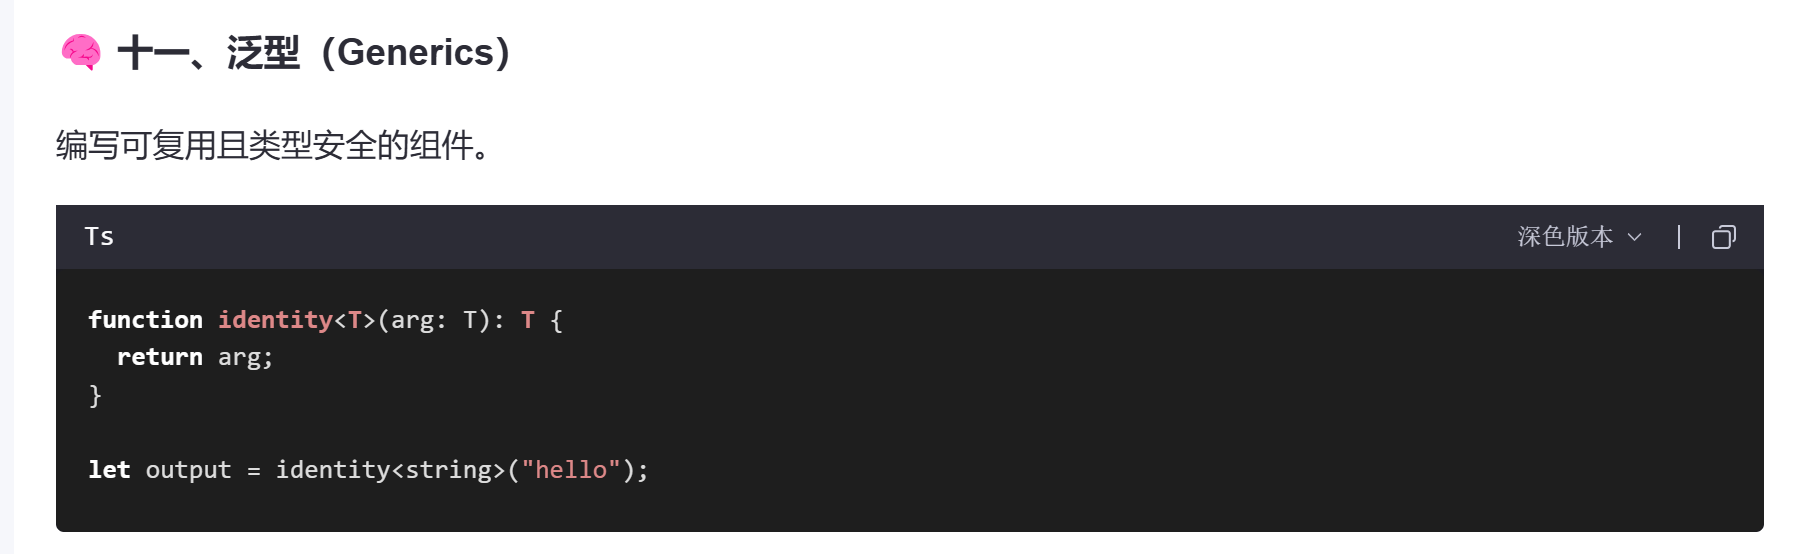 🧠 十一、泛型（Generics）
编写可复用且类型安全的组件。
Ts
深色版本
function identity<T>(arg: T): T {
  return arg;
}
let output = identity<string>("hello");